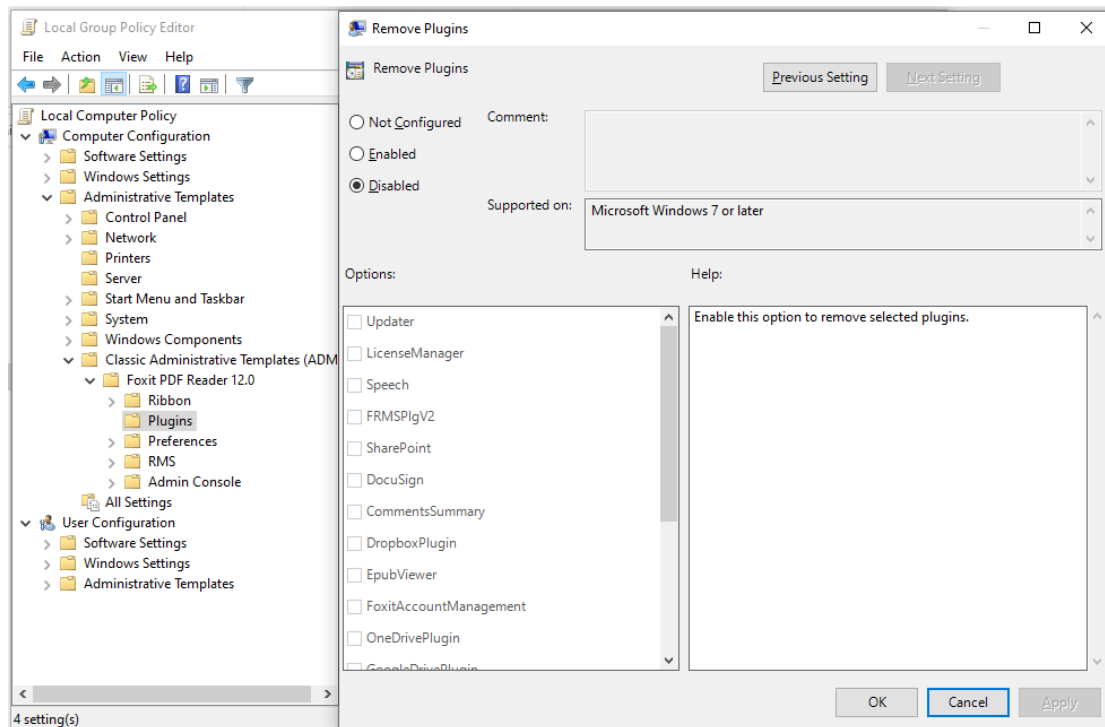 Local Group Policy Editor
File Action View Help
Local Computer Policy
Computer Configuration
Software Settings
Windows Settings
Administrative Templates
Control Panel
Network
Printers
Server
Start Menu and Taskbar
System
Windows Components
Classic Administrative Templates (ADM
Foxit PDF Reader 12.0
Ribbon
Plugins
Preferences
RMS
Admin Console
All Settings
User Configuration
Software Settings
Windows Settings
Administrative Templates
4 setting(s)
Remove Plugins
Remove Plugins
Previous Setting Next Setting
Not Configured
Enabled
Disabled
Comment:
Supported on:
Microsoft Windows 7 or later
Options:
Help:
Updater
LicenseManager
Speech
FRMSPlgV2
SharePoint
DocuSign
CommentsSummary
DropboxPlugin
EpubViewer
FoxitAccountManagement
OneDrivePlugin
GoogleDrivePlugin
Enable this option to remove selected plugins.
OK Cancel Apply